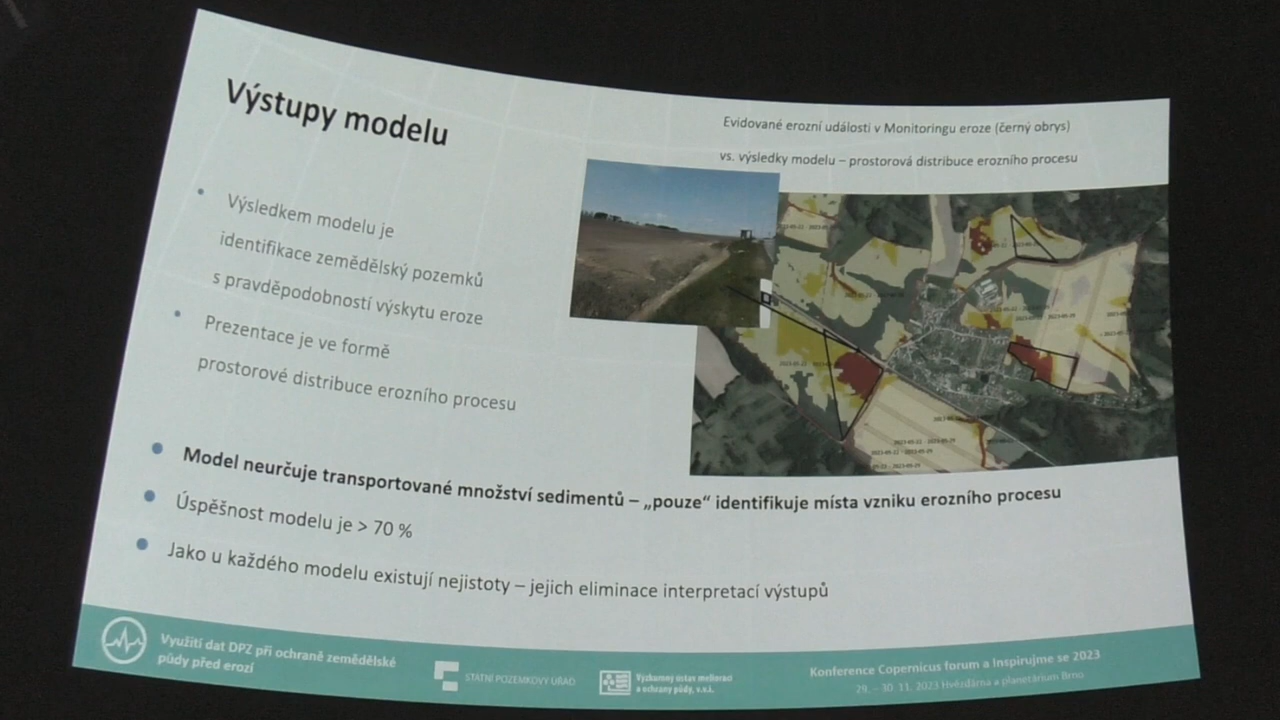 Výstupy modelu
Evidované erozní události v Monitoringu eroze (černý obrys)
vs. výsledky modelu – prostorová distribuce erozního procesu
• Výsledkem modelu je
identifikace zemědělský pozemků
s pravděpodobností výskytu eroze
• Prezentace je ve formě
prostorové distribuce erozního procesu
• Model neurčuje transportované množství sedimentů – „pouze“ identifikuje místa vzniku erozního procesu
• Úspěšnost modelu je > 70 %
• Jako u každého modelu existují nejistoty – jejich eliminace interpretací výstupů
Využití dat DPZ při ochraně zemědělské
půdy před erozí
STÁTNÍ POZEMKOVÝ ÚŘAD
Výzkumný ústav meliorací
a ochrany půdy, v.v.i.
Konference Copernicus forum a Inspirujme se 2023
29. - 30. 11. 2023 Hvězdárna a planetárium Brno